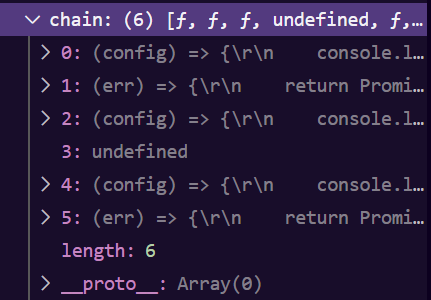 chain: (6) [ƒ, ƒ, ƒ, undefined, ƒ,…
0: (config) => {\r\n    console.l…
1: (err) => {\r\n    return Promi…
2: (config) => {\r\n    console.l…
3: undefined
4: (config) => {\r\n    console.l…
5: (err) => {\r\n    return Promi…
length: 6
__proto__: Array(0)